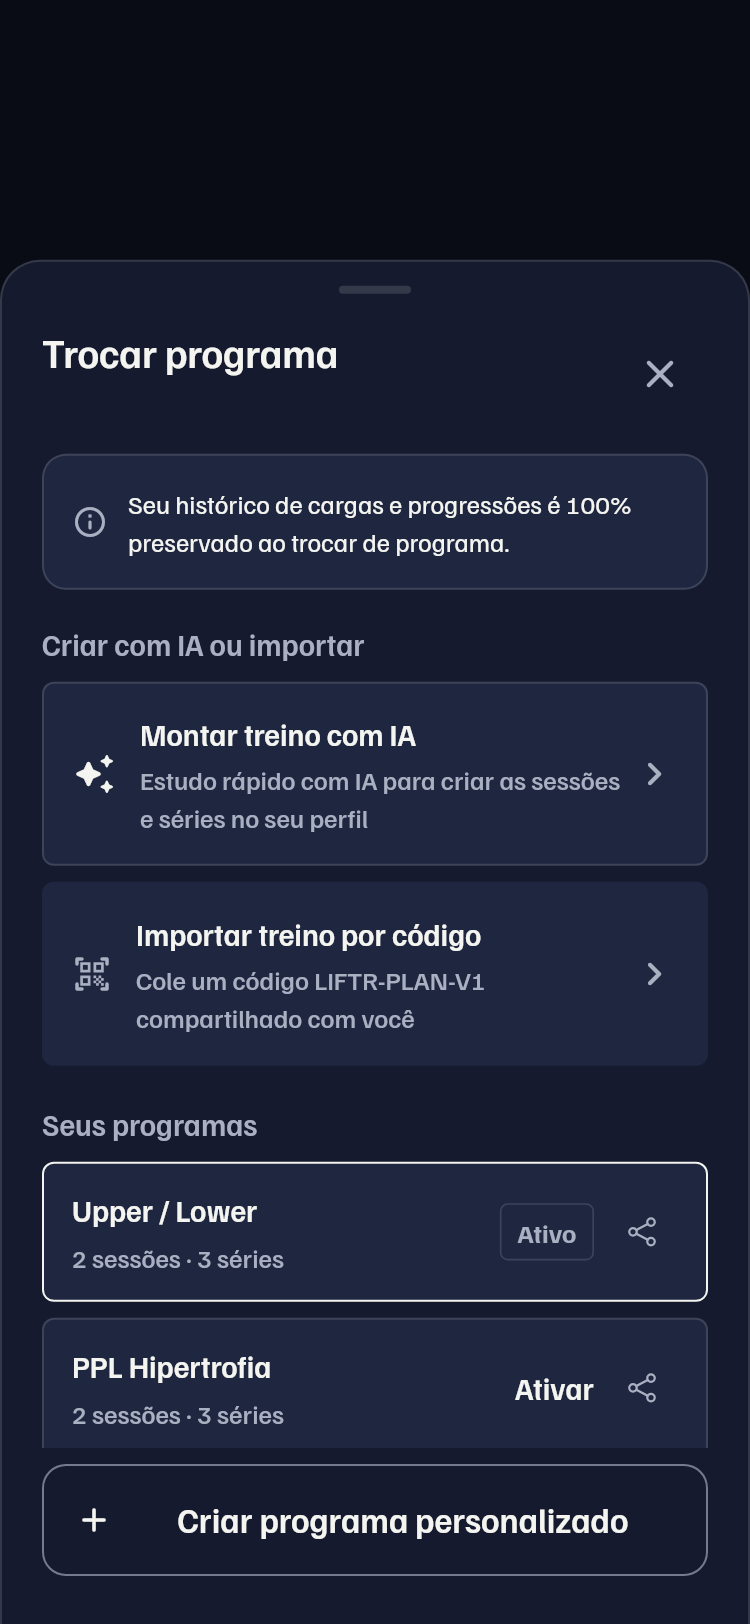 Trocar programa
Seu histórico de cargas e progressões é 100%
preservado ao trocar de programa.
Criar com IA ou importar
Montar treino com IA
Estudo rápido com IA para criar as sessões
e séries no seu perfil
Importar treino por código
Cole um código LIFTR-PLAN-V1
compartilhado com você
Seus programas
Upper / Lower
Ativo
2 sessões · 3 séries
PPL Hipertrofia
Ativar
2 sessões · 3 séries
Criar programa personalizado